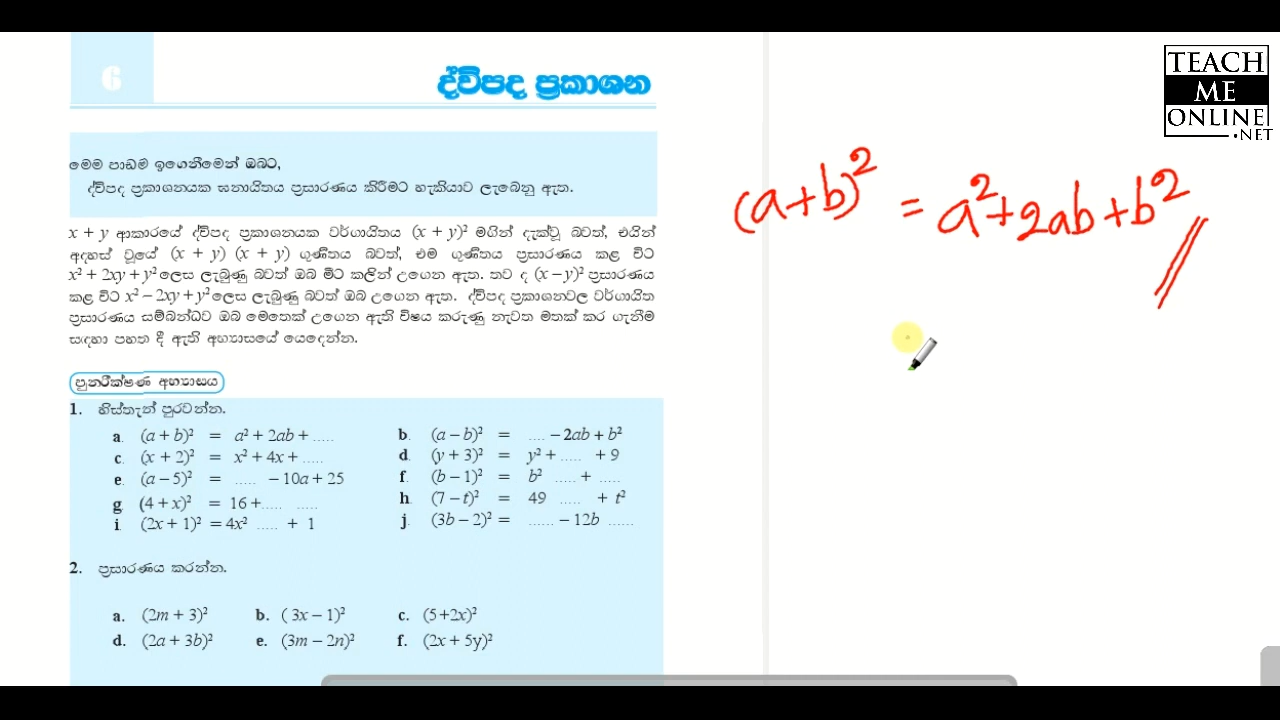 6
ද්විපද ප්‍රකාශන
මෙම පාඩම ඉගෙනීමෙන් ඔබට,
ද්විපද ප්‍රකාශනයක ඝනායිතය ප්‍රසාරණය කිරීමට හැකියාව ලැබෙනු ඇත.
x + y ආකාරයේ ද්විපද ප්‍රකාශනයක වර්ගායිතය (x + y)² මගින් දැක්වූ බවත්, එයින්
අදහස් වූයේ (x + y) (x + y) ගුණිතය බවත්, එම ගුණිතය ප්‍රසාරණය කළ විට
x² + 2xy + y² ලෙස ලැබුණු බවත් ඔබ මීට කලින් උගෙන ඇත. තව ද (x – y)² ප්‍රසාරණය
කළ විට x² – 2xy + y² ලෙස ලැබුණු බවත් ඔබ උගෙන ඇත. ද්විපද ප්‍රකාශනවල වර්ගායිත
ප්‍රසාරණය සම්බන්ධව ඔබ මෙතෙක් උගෙන ඇති විෂය කරුණු නැවත මතක් කර ගැනීම
සඳහා පහත දී ඇති අභ්‍යාසයේ යෙදෙන්න.
පුනරීක්ෂණ අභ්‍යාසය
1. හිස්තැන් පුරවන්න.
a. (a + b)² = a² + 2ab + ..... b. (a – b)² = .... – 2ab + b²
c. (x + 2)² = x² + 4x + ..... d. (y + 3)² = y² + ..... + 9
e. (a – 5)² = ..... – 10a + 25 f. (b – 1)² = b² ..... + .....
g. (4 + x)² = 16 +..... ..... h. (7 – t)² = 49 ..... + t²
i. (2x + 1)² = 4x² ..... + 1 j. (3b – 2)² = ...... – 12b ......
2. ප්‍රසාරණය කරන්න.
a. (2m + 3)² b. ( 3x – 1)² c. (5+2x)²
d. (2a + 3b)² e. (3m – 2n)² f. (2x + 5y)²
(a+b)² = a²+2ab+b²
TEACH
ME
ONLINE
.NET